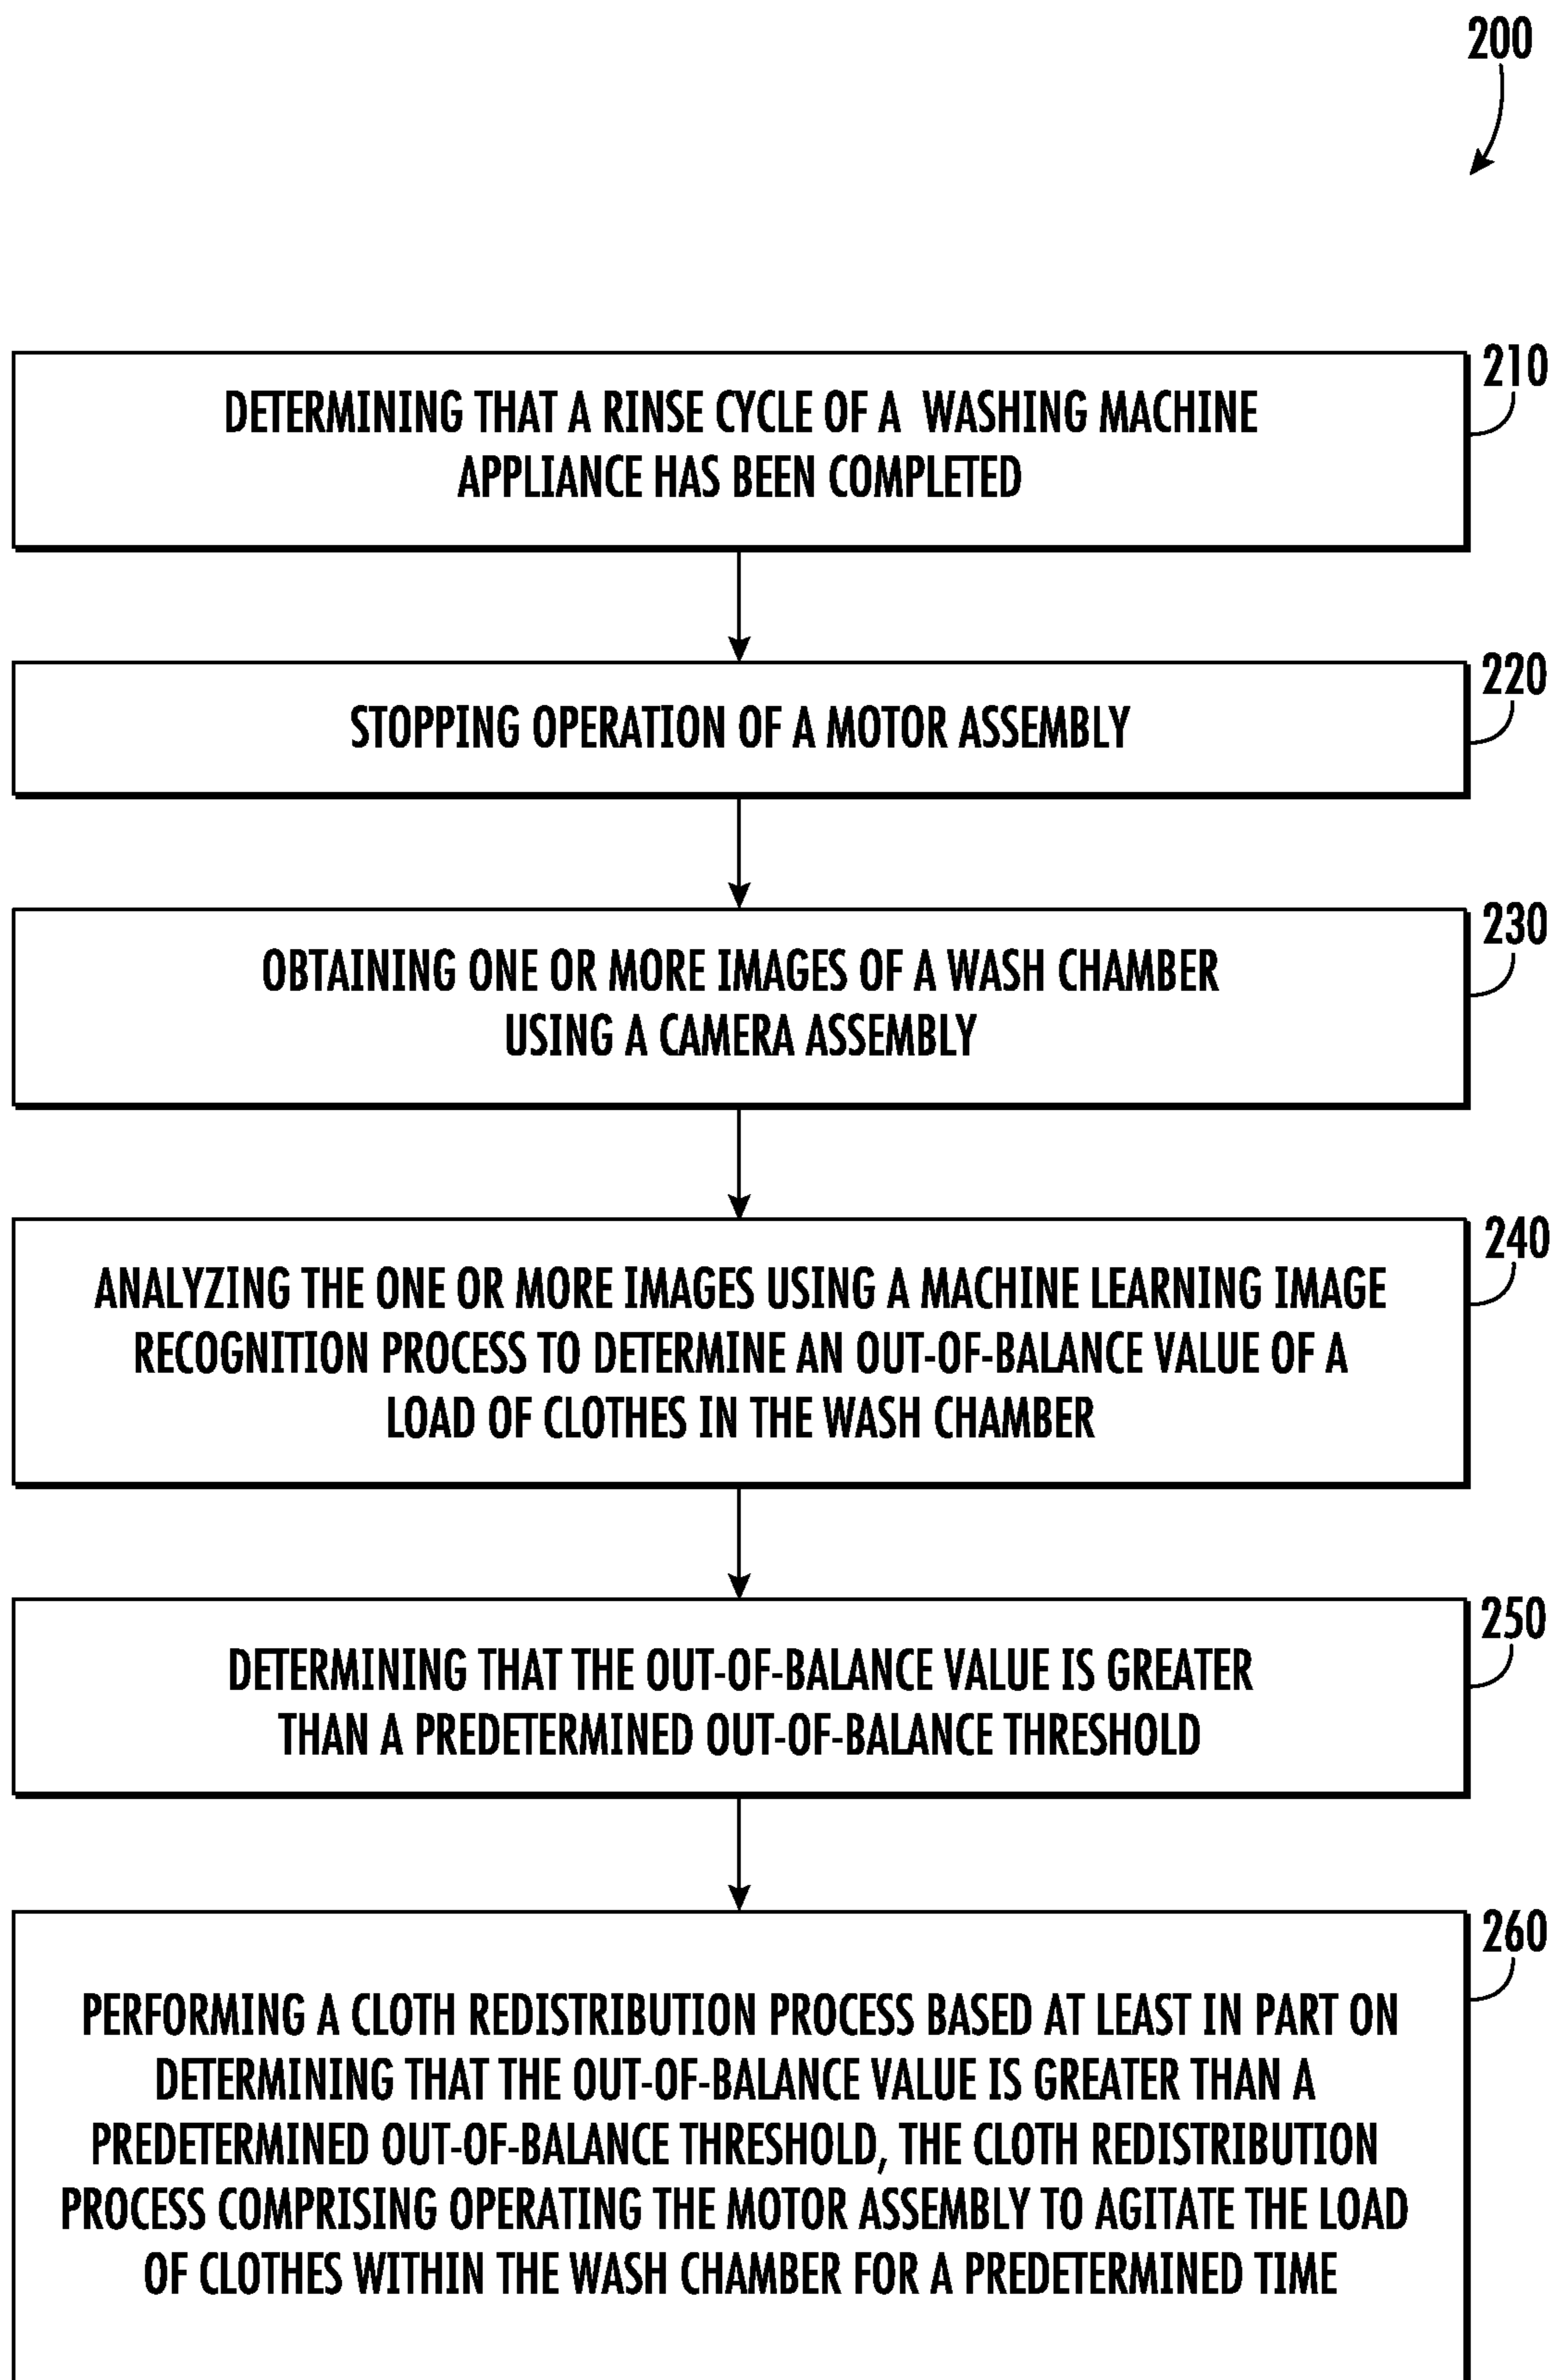 200
210
DETERMINING THAT A RINSE CYCLE OF A WASHING MACHINE
APPLIANCE HAS BEEN COMPLETED
220
STOPPING OPERATION OF A MOTOR ASSEMBLY
230
OBTAINING ONE OR MORE IMAGES OF A WASH CHAMBER
USING A CAMERA ASSEMBLY
240
ANALYZING THE ONE OR MORE IMAGES USING A MACHINE LEARNING IMAGE
RECOGNITION PROCESS TO DETERMINE AN OUT-OF-BALANCE VALUE OF A
LOAD OF CLOTHES IN THE WASH CHAMBER
250
DETERMINING THAT THE OUT-OF-BALANCE VALUE IS GREATER
THAN A PREDETERMINED OUT-OF-BALANCE THRESHOLD
260
PERFORMING A CLOTH REDISTRIBUTION PROCESS BASED AT LEAST IN PART ON
DETERMINING THAT THE OUT-OF-BALANCE VALUE IS GREATER THAN A
PREDETERMINED OUT-OF-BALANCE THRESHOLD, THE CLOTH REDISTRIBUTION
PROCESS COMPRISING OPERATING THE MOTOR ASSEMBLY TO AGITATE THE LOAD
OF CLOTHES WITHIN THE WASH CHAMBER FOR A PREDETERMINED TIME